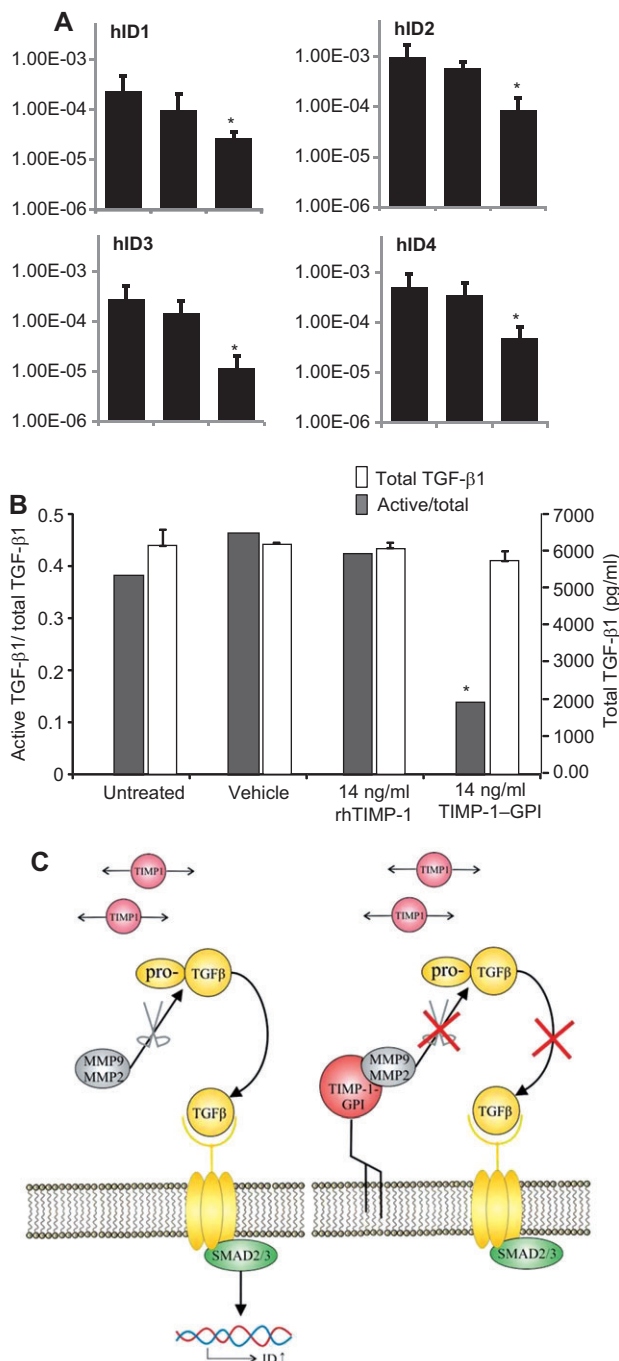 A
hID1
1.00E-03
1.00E-04
1.00E-05
1.00E-06
*
hID2
1.00E-03
1.00E-04
1.00E-05
1.00E-06
*
hID3
1.00E-03
1.00E-04
1.00E-05
1.00E-06
*
hID4
1.00E-03
1.00E-04
1.00E-05
1.00E-06
*
B
Total TGF-β1
Active/total
Active TGF-β1/ total TGF-β1
0.5
0.4
0.3
0.2
0.1
0
*
7000
6000
5000
4000
3000
2000
1000
0.00
Total TGF-β1 (pg/ml)
Untreated
Vehicle
14 ng/ml
rhTIMP-1
14 ng/ml
TIMP-1–GPI
C
TIMP1
TIMP1
pro-
TGFβ
MMP9
MMP2
TGFβ
SMAD2/3
ID↑
TIMP1
TIMP1
pro-
TGFβ
MMP9
MMP2
TIMP-1-
GPI
TGFβ
SMAD2/3